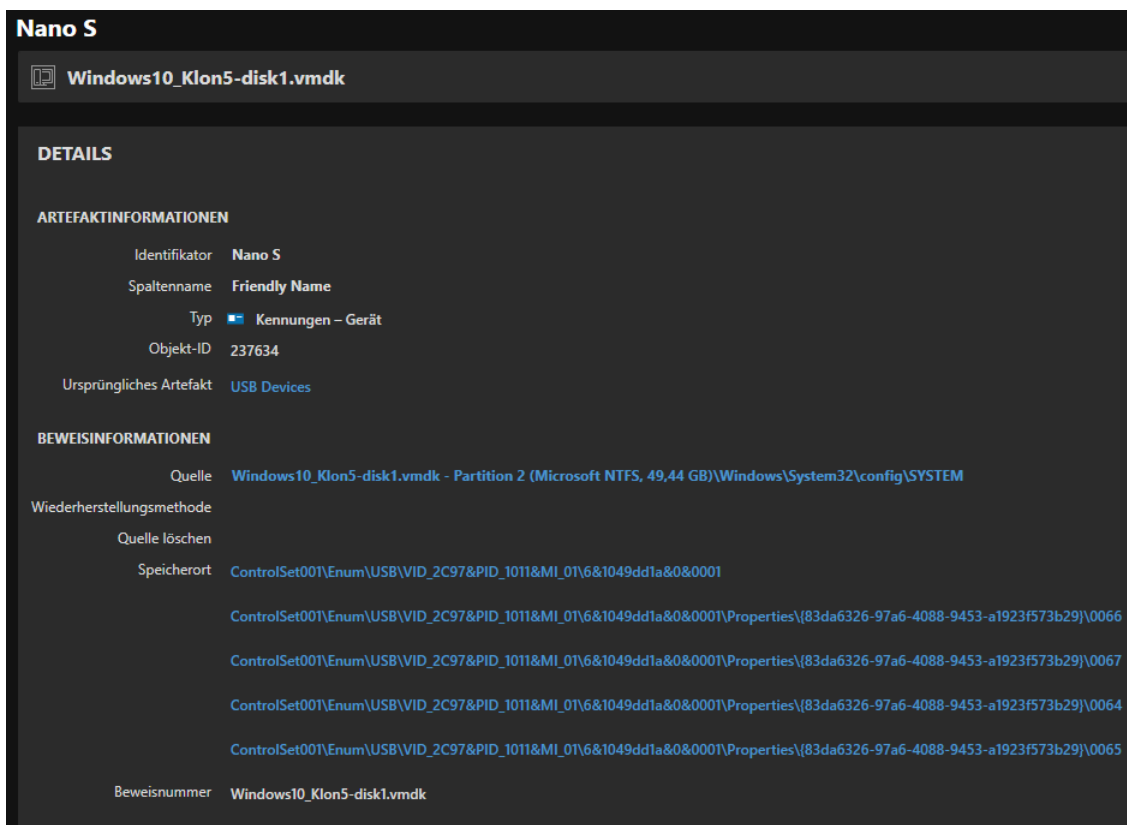 Nano S
Windows10_Klon5-disk1.vmdk
DETAILS
ARTEFAKTINFORMATIONEN
Identifikator Nano S
Spaltenname Friendly Name
Typ Kennungen – Gerät
Objekt-ID 237634
Ursprüngliches Artefakt USB Devices
BEWEISINFORMATIONEN
Quelle Windows10_Klon5-disk1.vmdk - Partition 2 (Microsoft NTFS, 49,44 GB)\Windows\System32\config\SYSTEM
Wiederherstellungsmethode
Quelle löschen
Speicherort ControlSet001\Enum\USB\VID_2C97&PID_1011&MI_01\6&1049dd1a&0&0001
ControlSet001\Enum\USB\VID_2C97&PID_1011&MI_01\6&1049dd1a&0&0001\Properties\{83da6326-97a6-4088-9453-a1923f573b29}\0066
ControlSet001\Enum\USB\VID_2C97&PID_1011&MI_01\6&1049dd1a&0&0001\Properties\{83da6326-97a6-4088-9453-a1923f573b29}\0067
ControlSet001\Enum\USB\VID_2C97&PID_1011&MI_01\6&1049dd1a&0&0001\Properties\{83da6326-97a6-4088-9453-a1923f573b29}\0064
ControlSet001\Enum\USB\VID_2C97&PID_1011&MI_01\6&1049dd1a&0&0001\Properties\{83da6326-97a6-4088-9453-a1923f573b29}\0065
Beweisnummer Windows10_Klon5-disk1.vmdk